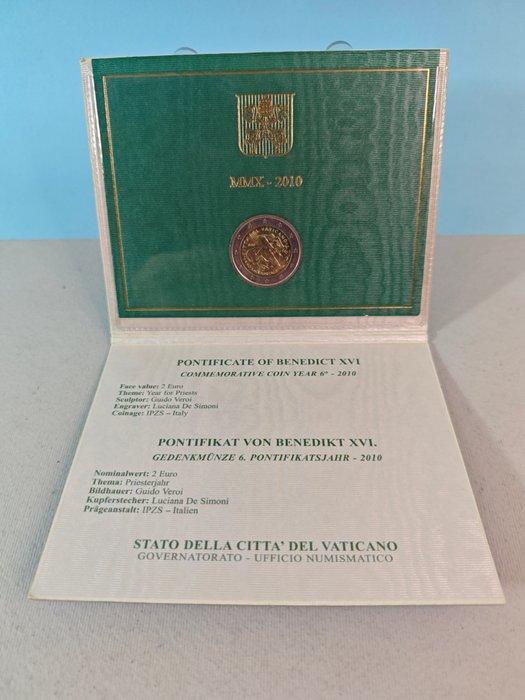 MMX - 2010
PONTIFICATE OF BENEDICT XVI
COMMEMORATIVE COIN YEAR 6° - 2010
Face value: 2 Euro
Theme: Year for Priests
Sculptor: Guido Veroi
Engraver: Luciana De Simoni
Coinage: IPZS – Italy
PONTIFIKAT VON BENEDIKT XVI.
GEDENKMÜNZE 6. PONTIFIKATSJAHR - 2010
Nominalwert: 2 Euro
Thema: Priesterjahr
Bildhauer: Guido Veroi
Kupferstecher: Luciana De Simoni
Prägeanstalt: IPZS – Italien
STATO DELLA CITTA' DEL VATICANO
GOVERNATORATO - UFFICIO NUMISMATICO